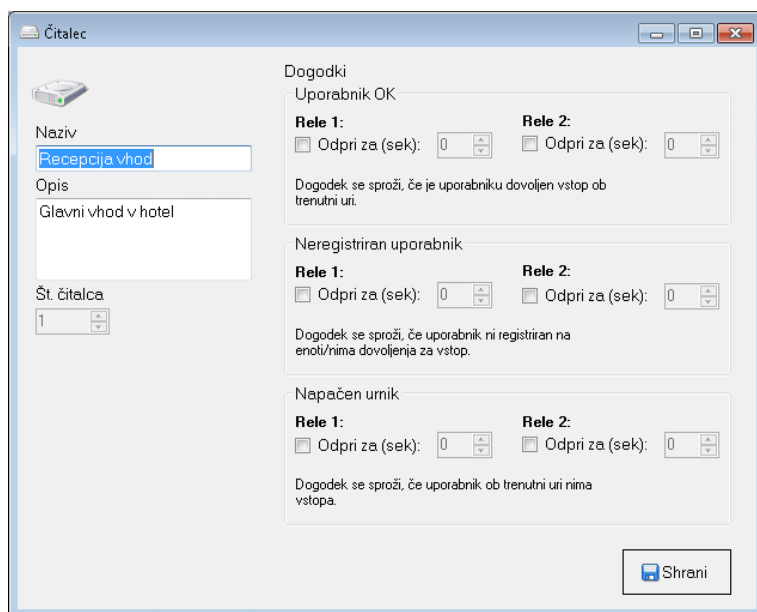 Čitalec
Naziv
Recepcija vhod
Opis
Glavni vhod v hotel
Št. čitalca
1
Dogodki
Uporabnik OK
Rele 1: Rele 2:
Odpri za (sek): 0 Odpri za (sek): 0
Dogodek se sproži, če je uporabniku dovoljen vstop ob
trenutni uri.
Neregistriran uporabnik
Rele 1: Rele 2:
Odpri za (sek): 0 Odpri za (sek): 0
Dogodek se sproži, če uporabnik ni registriran na
enoti/nima dovoljenja za vstop.
Napačen urnik
Rele 1: Rele 2:
Odpri za (sek): 0 Odpri za (sek): 0
Dogodek se sproži, če uporabnik ob trenutni uri nima
vstopa.
Shrani